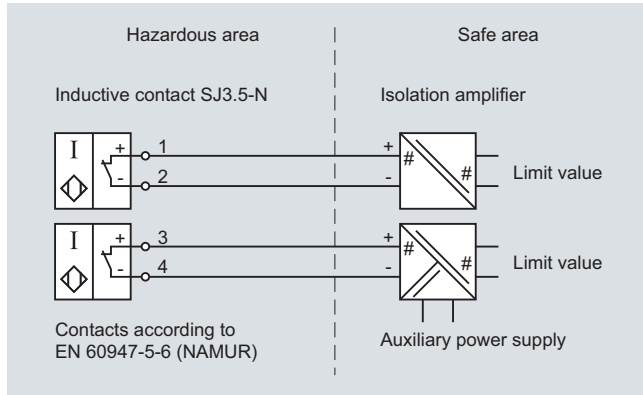 Hazardous area
Safe area
Inductive contact SJ3.5-N
Isolation amplifier
I + 1 + # # Limit value
- 2 -
I + 3 + # # Limit value
- 4 -
Contacts according to
EN 60947-5-6 (NAMUR)
Auxiliary power supply